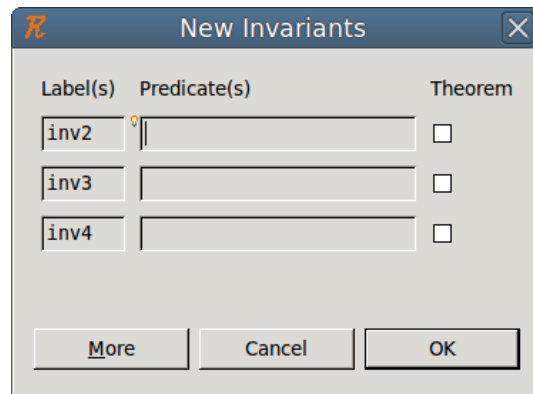 New Invariants
Label(s) Predicate(s) Theorem
inv2
inv3
inv4
More Cancel OK